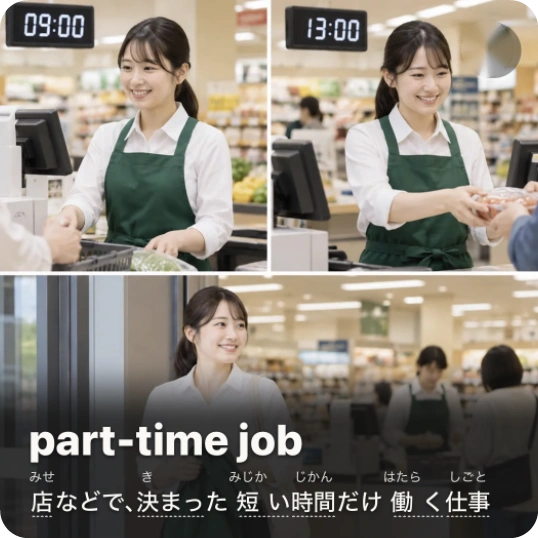 09:00
13:00
part-time job
みせ き みじか じかん はたら しごと
店などで、決まった短い時間だけ働く仕事